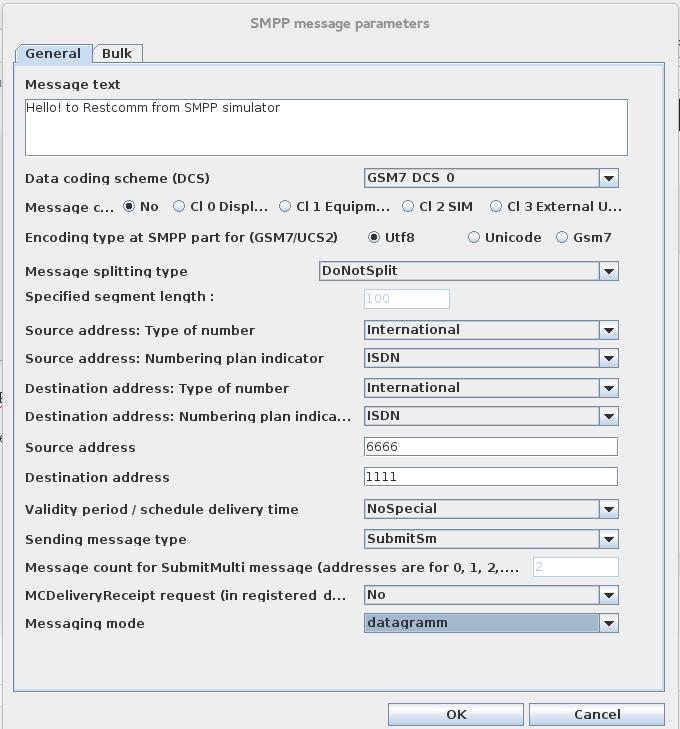 SMPP message parameters
General Bulk
Message text
Hello! to Restcomm from SMPP simulator
Data coding scheme (DCS) GSM7 DCS 0
Message c... No Cl 0 Displ... Cl 1 Equipm... Cl 2 SIM Cl 3 External U...
Encoding type at SMPP part for (GSM7/UCS2) Utf8 Unicode Gsm7
Message splitting type DoNotSplit
Specified segment length : 100
Source address: Type of number International
Source address: Numbering plan indicator ISDN
Destination address: Type of number International
Destination address: Numbering plan indica... ISDN
Source address 6666
Destination address 1111
Validity period / schedule delivery time NoSpecial
Sending message type SubmitSm
Message count for SubmitMulti message (addresses are for 0, 1, 2,.... 2
MCDeliveryReceipt request (in registered d... No
Messaging mode datagramm
OK Cancel